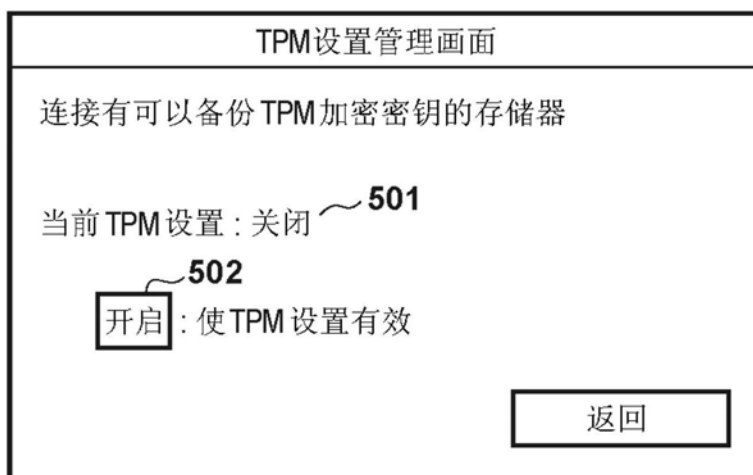 TPM设置管理画面
连接有可以备份TPM加密密钥的存储器
当前TPM设置:关闭 501
502
开启:使TPM设置有效
返回